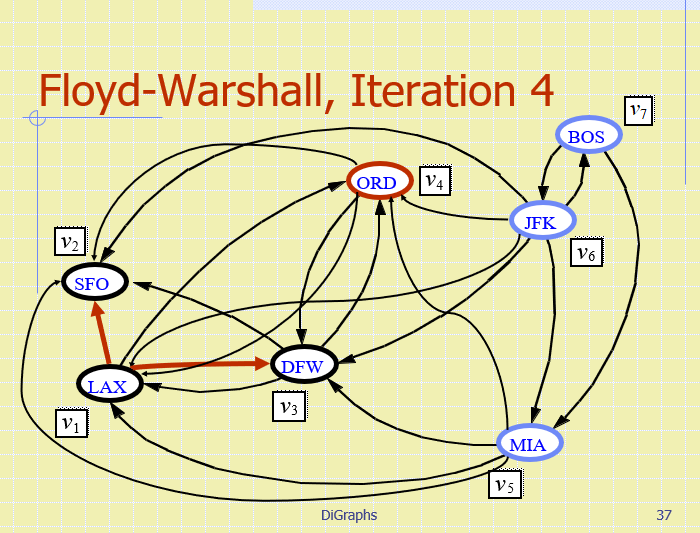 Floyd-Warshall, Iteration 4
v7
BOS
ORD
v4
JFK
v2
v6
SFO
DFW
LAX
v3
v1
MIA
v5
DiGraphs
37